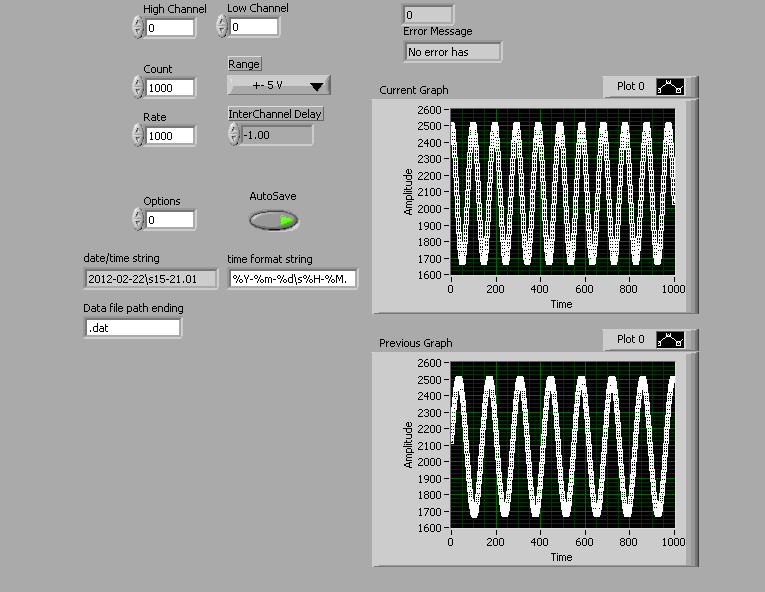 High Channel
0
Low Channel
0
0
Error Message
No error has
Count
1000
Range
+- 5 V
Rate
1000
InterChannel Delay
-1.00
Options
0
AutoSave
date/time string
2012-02-22\s15-21.01
time format string
%Y-%m-%d\s%H-%M.
Data file path ending
.dat
Current Graph
Plot 0
Amplitude
2600
2500
2400
2300
2200
2100
2000
1900
1800
1700
1600
0 200 400 600 800 1000
Time
Previous Graph
Plot 0
Amplitude
2600
2500
2400
2300
2200
2100
2000
1900
1800
1700
1600
0 200 400 600 800 1000
Time